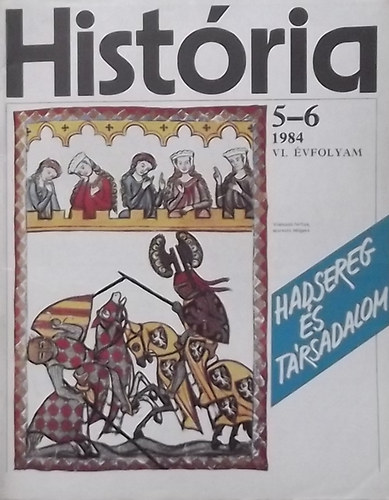 História
5–6
1984
VI. ÉVFOLYAM
HADSEREG
ÉS
TÁRSADALOM